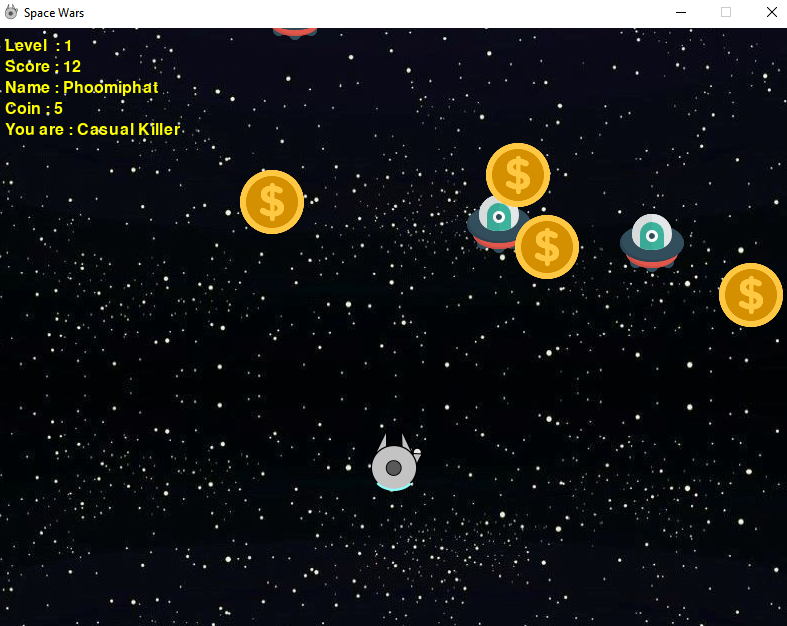 Space Wars
Level : 1
Score : 12
Name : Phoomiphat
Coin : 5
You are : Casual Killer
$
$
$
$